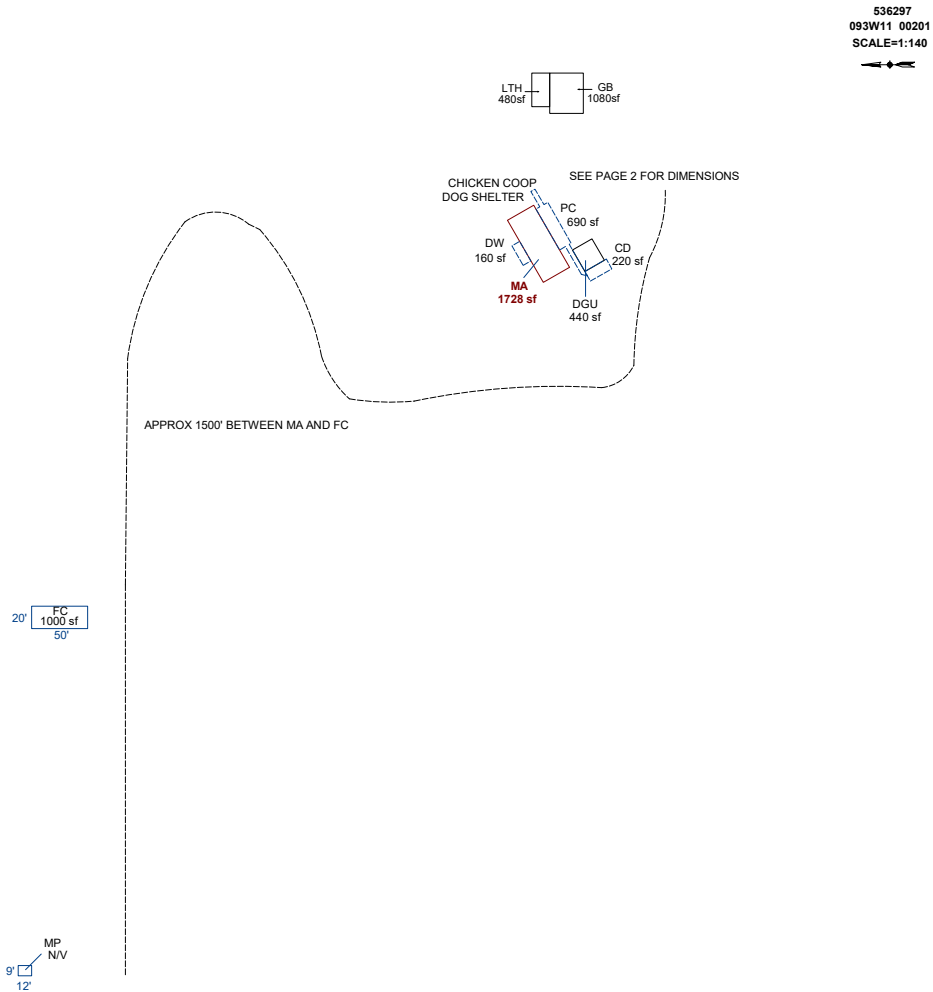 536297
093W11 00201
SCALE=1:140
LTH
480sf
GB
1080sf
SEE PAGE 2 FOR DIMENSIONS
CHICKEN COOP
DOG SHELTER
PC
690 sf
DW
160 sf
CD
220 sf
MA
1728 sf
DGU
440 sf
APPROX 1500' BETWEEN MA AND FC
20'
FC
1000 sf
50'
MP
N/V
9'
12'